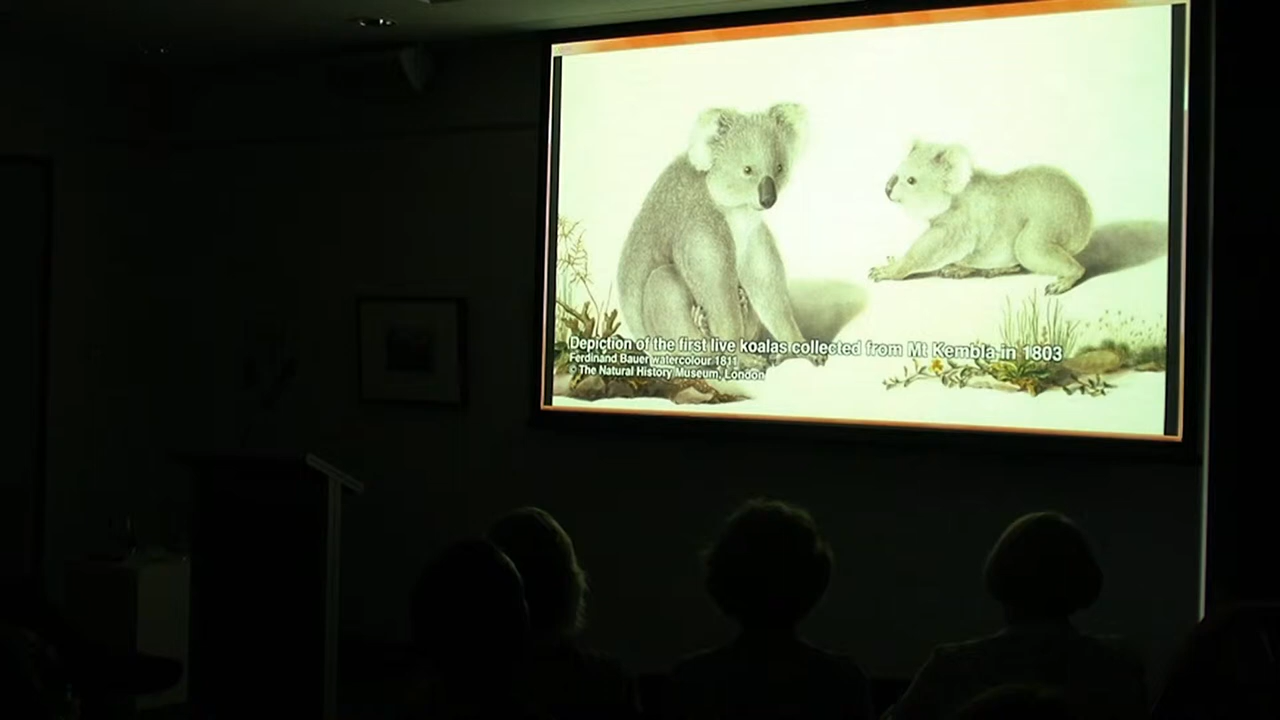 Depiction of the first live koalas collected from Mt Kembla in 1803
Ferdinand Bauer watercolour 1811
© The Natural History Museum, London